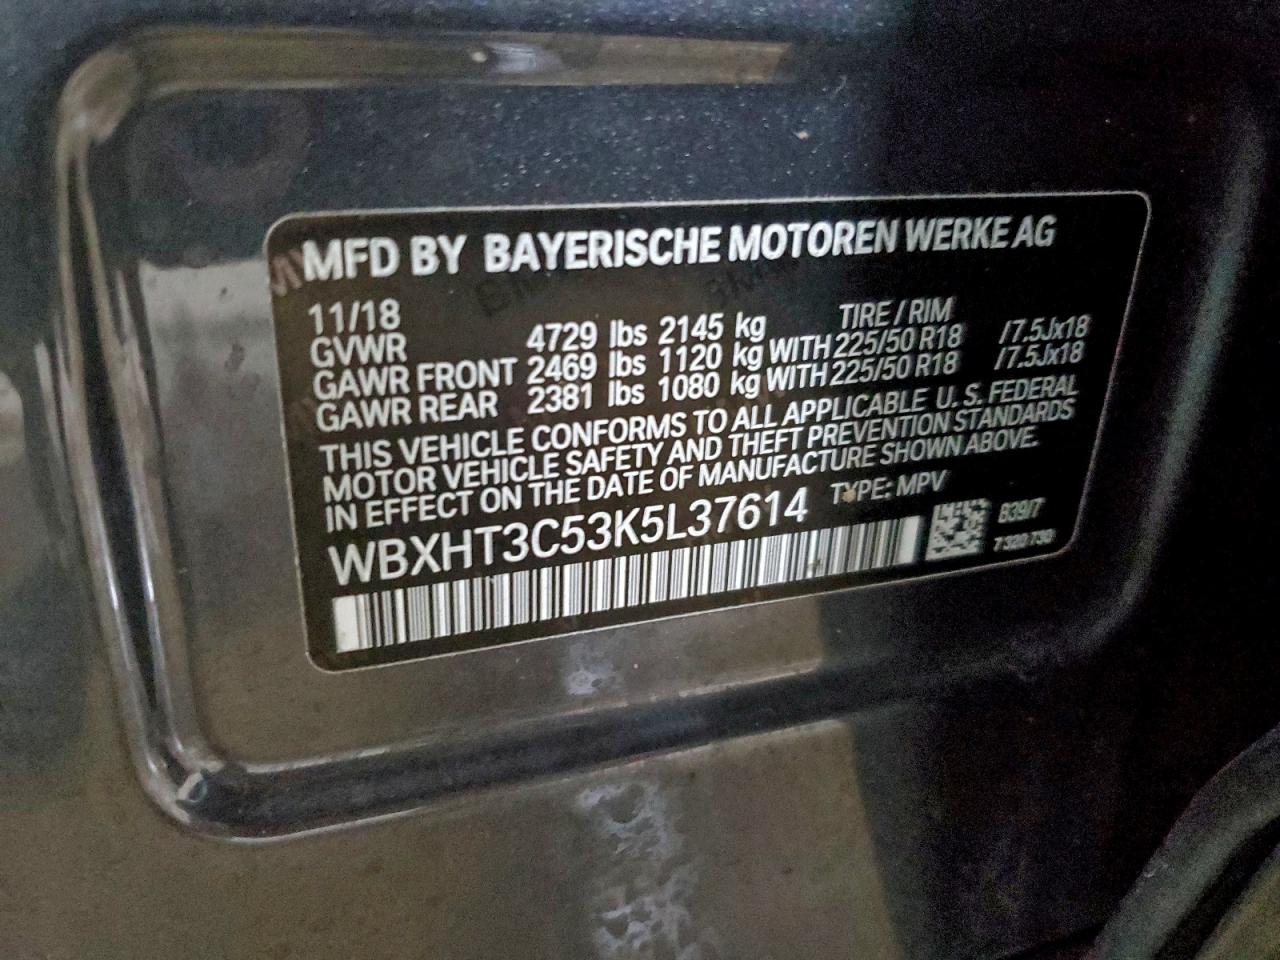 MFD BY BAYERISCHE MOTOREN WERKE AG
11/18 TIRE / RIM
GVWR 4729 lbs 2145 kg
GAWR FRONT 2469 lbs 1120 kg WITH 225/50 R18 /7.5Jx18
GAWR REAR 2381 lbs 1080 kg WITH 225/50 R18 /7.5Jx18
THIS VEHICLE CONFORMS TO ALL APPLICABLE U.S. FEDERAL
MOTOR VEHICLE SAFETY AND THEFT PREVENTION STANDARDS
IN EFFECT ON THE DATE OF MANUFACTURE SHOWN ABOVE.
WBXHT3C53K5L37614 TYPE: MPV
839/7